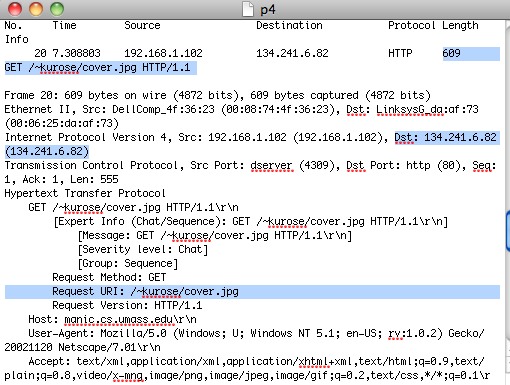 p4
No. Time Source Destination Protocol Length
Info
20 7.308803 192.168.1.102 134.241.6.82 HTTP 609
GET /~kurose/cover.jpg HTTP/1.1
Frame 20: 609 bytes on wire (4872 bits), 609 bytes captured (4872 bits)
Ethernet II, Src: DellComp_4f:36:23 (00:08:74:4f:36:23), Dst: LinksysG_da:af:73
(00:06:25:da:af:73)
Internet Protocol Version 4, Src: 192.168.1.102 (192.168.1.102), Dst: 134.241.6.82
(134.241.6.82)
Transmission Control Protocol, Src Port: dserver (4309), Dst Port: http (80), Seq:
1, Ack: 1, Len: 555
Hypertext Transfer Protocol
GET /~kurose/cover.jpg HTTP/1.1\r\n
[Expert Info (Chat/Sequence): GET /~kurose/cover.jpg HTTP/1.1\r\n]
[Message: GET /~kurose/cover.jpg HTTP/1.1\r\n]
[Severity level: Chat]
[Group: Sequence]
Request Method: GET
Request URI: /~kurose/cover.jpg
Request Version: HTTP/1.1
Host: manic.cs.umass.edu\r\n
User-Agent: Mozilla/5.0 (Windows; U; Windows NT 5.1; en-US; rv:1.0.2) Gecko/
20021120 Netscape/7.01\r\n
Accept: text/xml,application/xml,application/xhtml+xml,text/html;q=0.9,text/
plain;q=0.8,video/x-mng,image/png,image/jpeg,image/gif;q=0.2,text/css,*/*;q=0.1\r